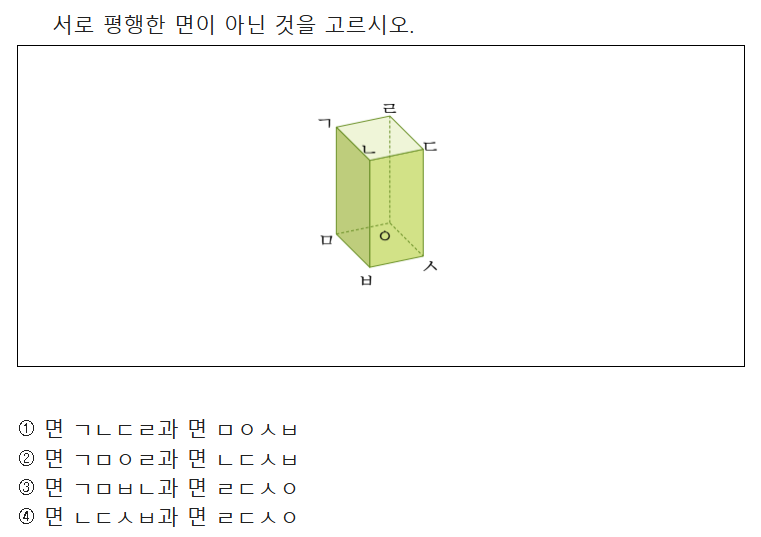 서로 평행한 면이 아닌 것을 고르시오.
ㄹ
ㄱ
ㄴ
ㄷ
ㅁ
ㅇ
ㅅ
ㅂ
① 면 ㄱㄴㄷㄹ과 면 ㅁㅇㅅㅂ
② 면 ㄱㅁㅇㄹ과 면 ㄴㄷㅅㅂ
③ 면 ㄱㅁㅂㄴ과 면 ㄹㄷㅅㅇ
④ 면 ㄴㄷㅅㅂ과 면 ㄹㄷㅅㅇ